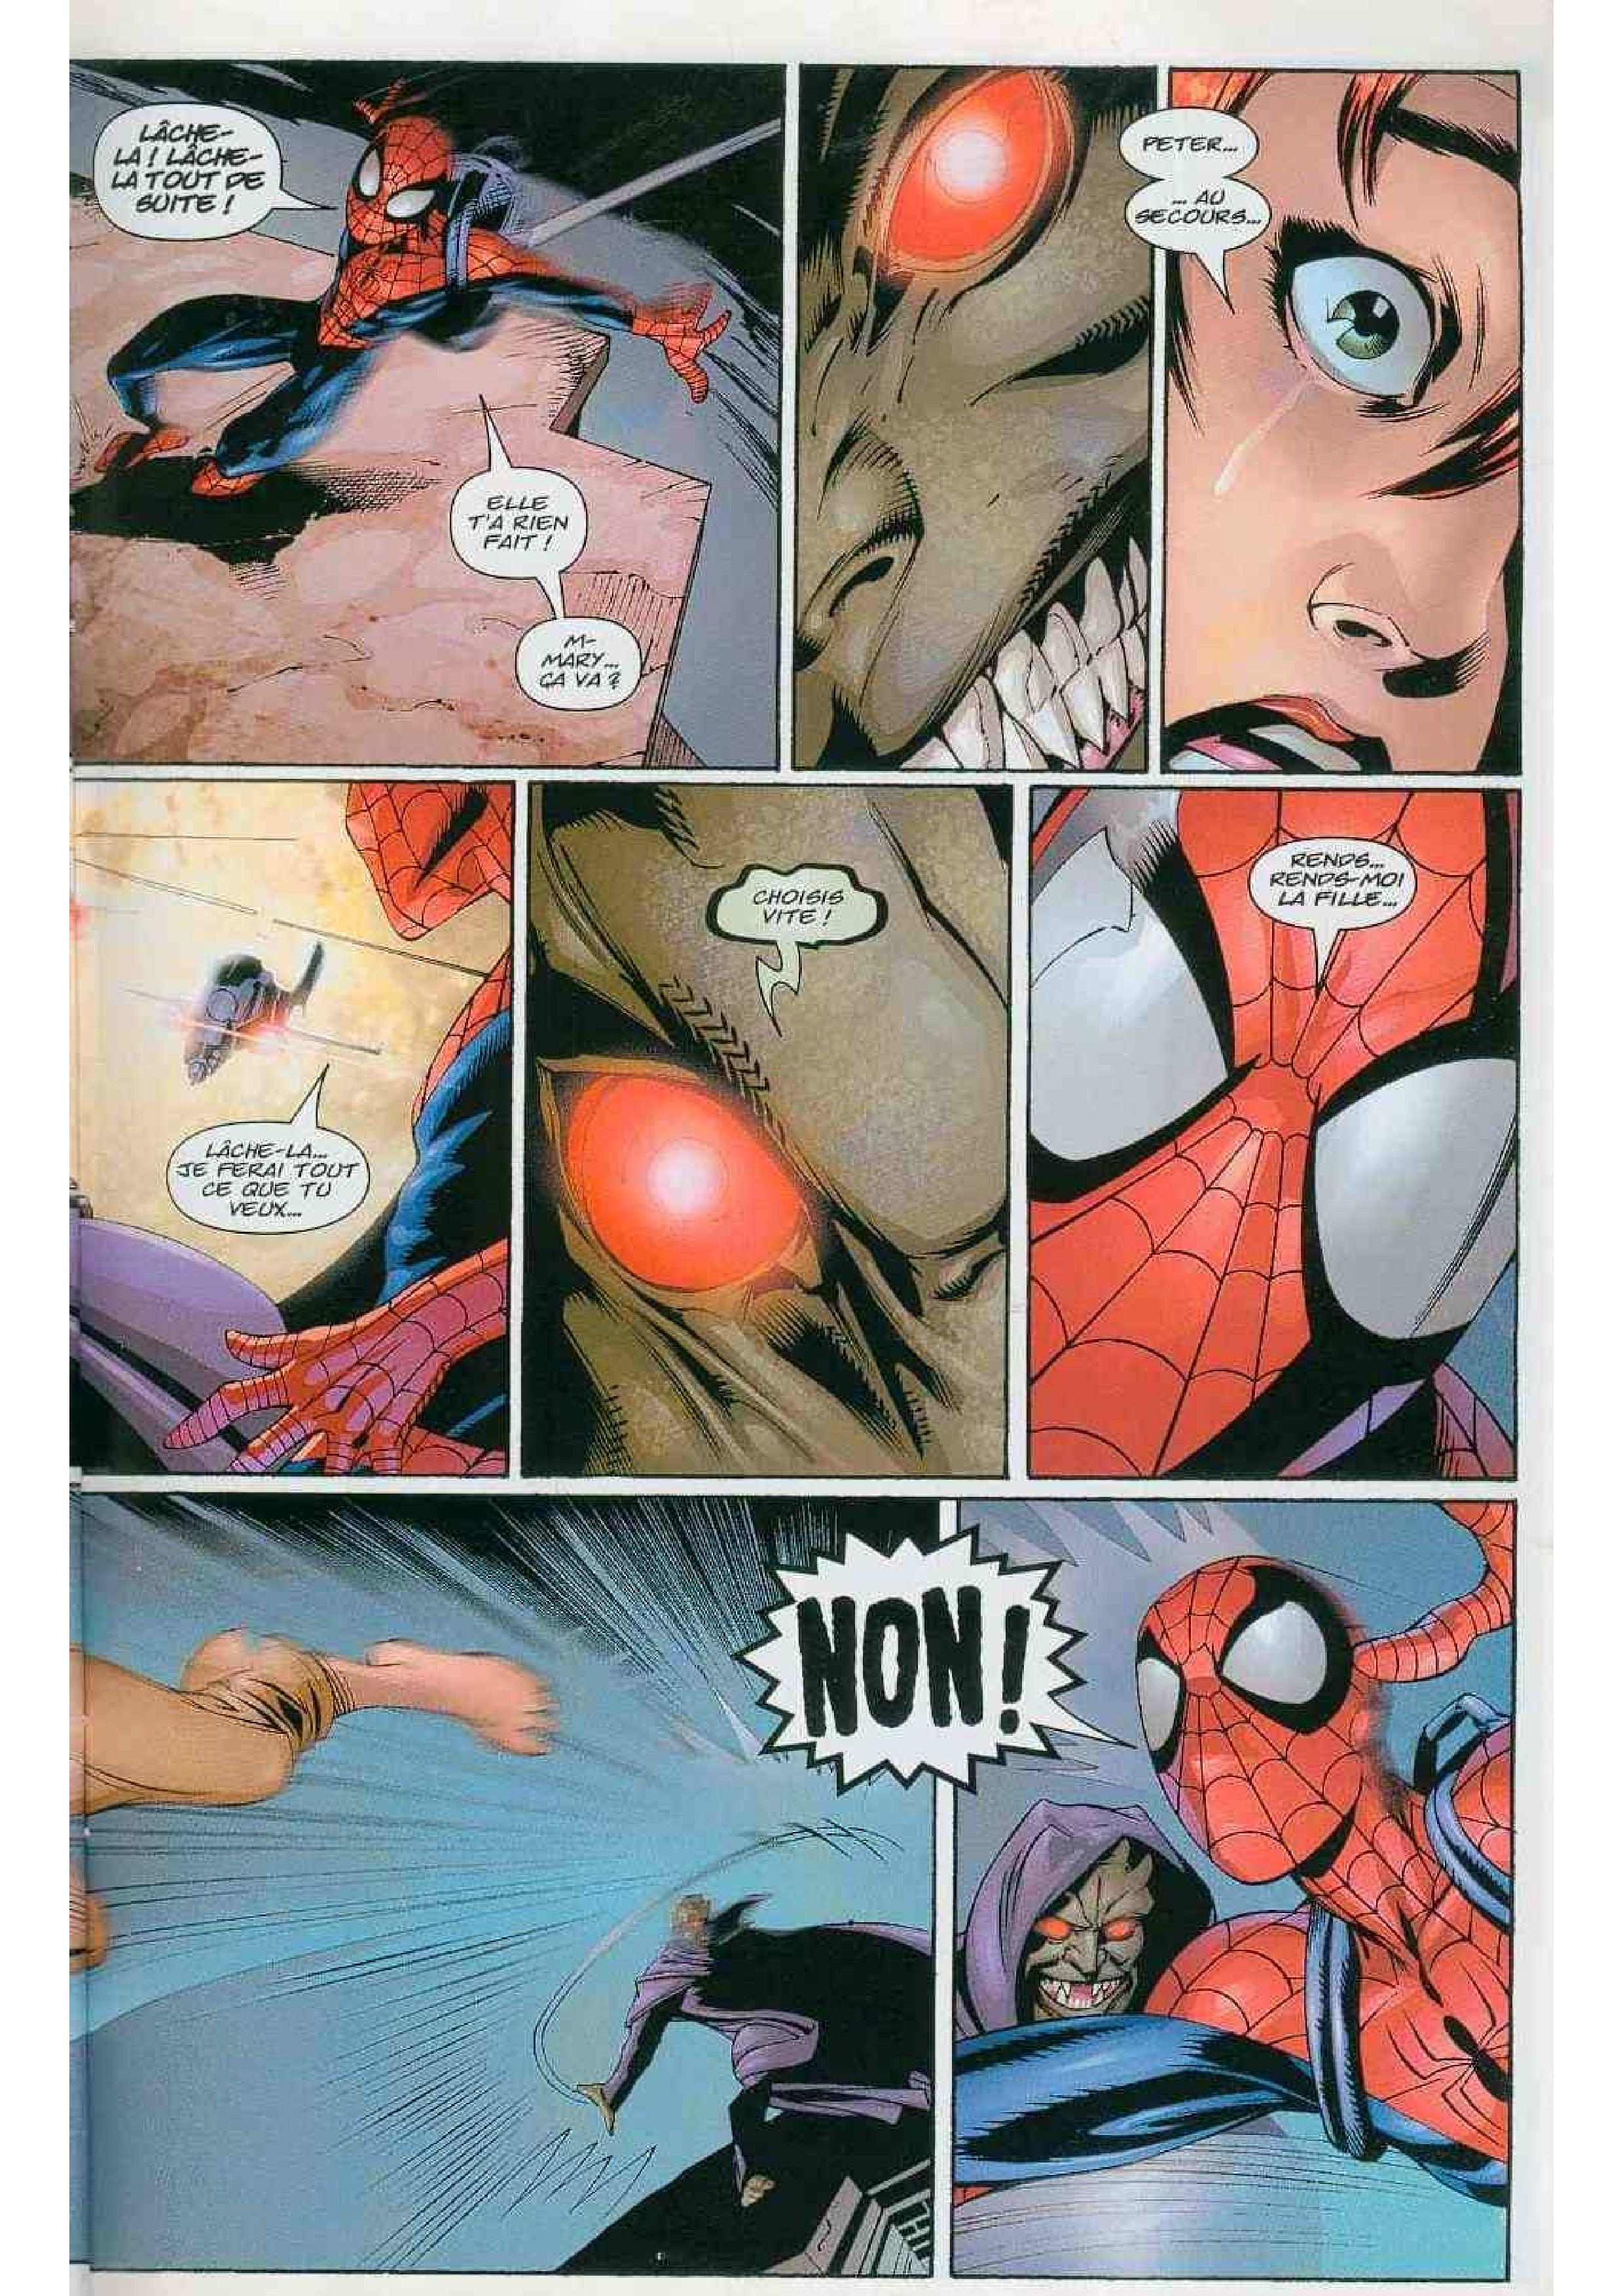 LÂCHE-
LA ! LÂCHE-
LA TOUT DE
SUITE !
ELLE
T'A RIEN
FAIT !
M-
MARY...
ÇA VA ?
PETER...
... AU
SECOURS...
LÂCHE-LA...
JE FERAI TOUT
CE QUE TU
VEUX...
CHOISIS
VITE !
RENDS...
RENDS-MOI
LA FILLE...
NON !